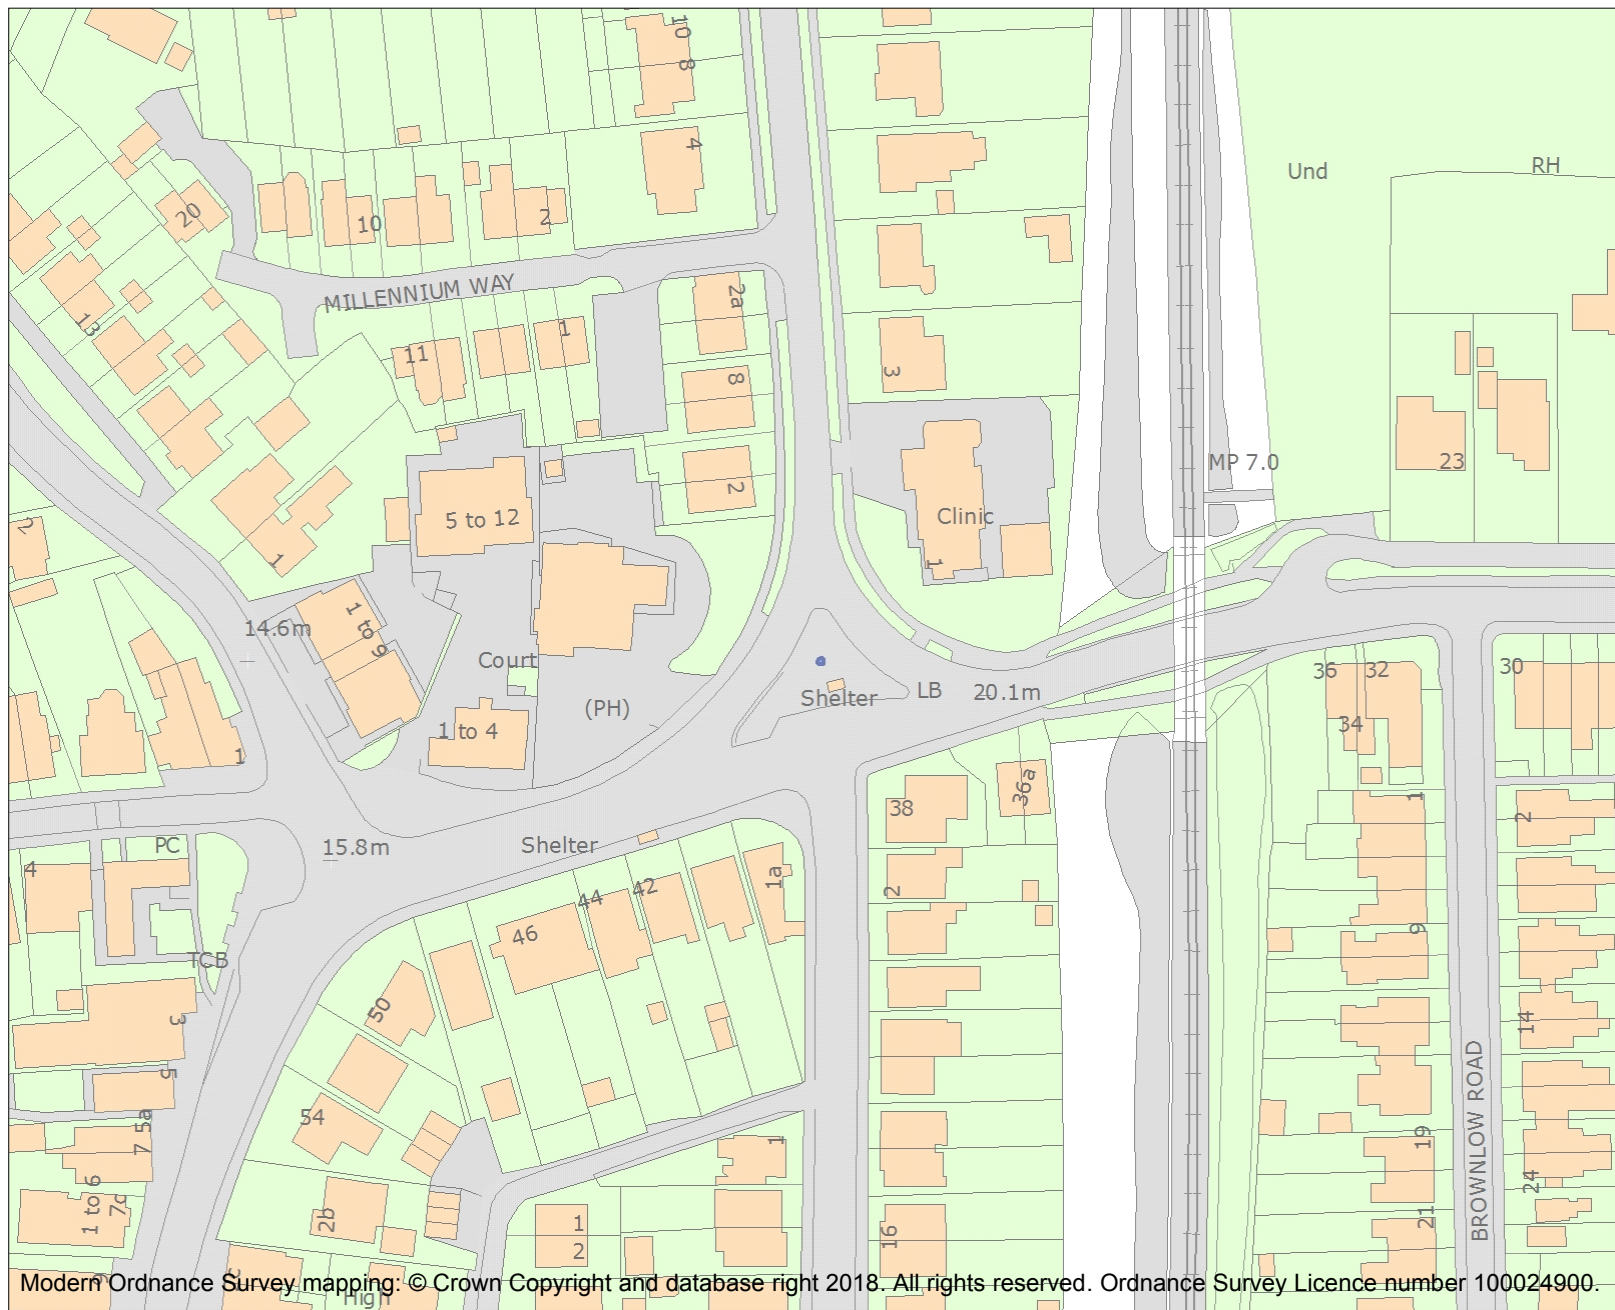 10
8
4
Und
RH
20
10
2
MILLENNIUM WAY
2a
13
11
1
3
8
23
MP 7.0
2
5 to 12
Clinic
2
1
1
1 to 9
14.6m
Court
Shelter
LB
20.1m
36
32
30
(PH)
34
1 to 4
1
38
36a
1
2
PC
15.8m
Shelter
4
1a
2
44
42
46
9
TCB
50
3
14
5
54
7 5a
1
19
BROWNLOW ROAD
24
1 to 6
7c
2b
1
2
16
21
High
Modern Ordnance Survey mapping: © Crown Copyright and database right 2018. All rights reserved. Ordnance Survey Licence number 100024900.